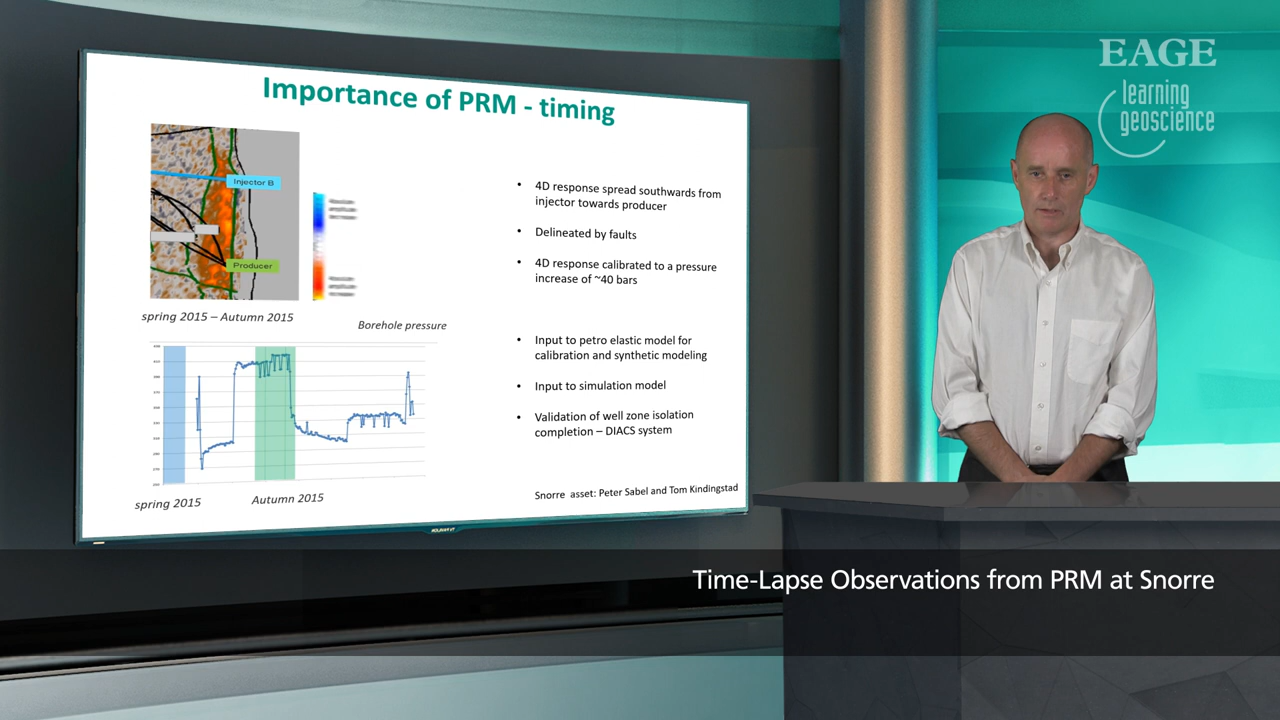 Importance of PRM - timing
Injector B
Producer
spring 2015 – Autumn 2015
Borehole pressure
spring 2015
Autumn 2015
• 4D response spread southwards from
injector towards producer
• Delineated by faults
• 4D response calibrated to a pressure
increase of ~40 bars
• Input to petro elastic model for
calibration and synthetic modeling
• Input to simulation model
• Validation of well zone isolation
completion – DIACS system
Snorre asset: Peter Sabel and Tom Kindingstad
EAGE
learning
geoscience
Time-Lapse Observations from PRM at Snorre